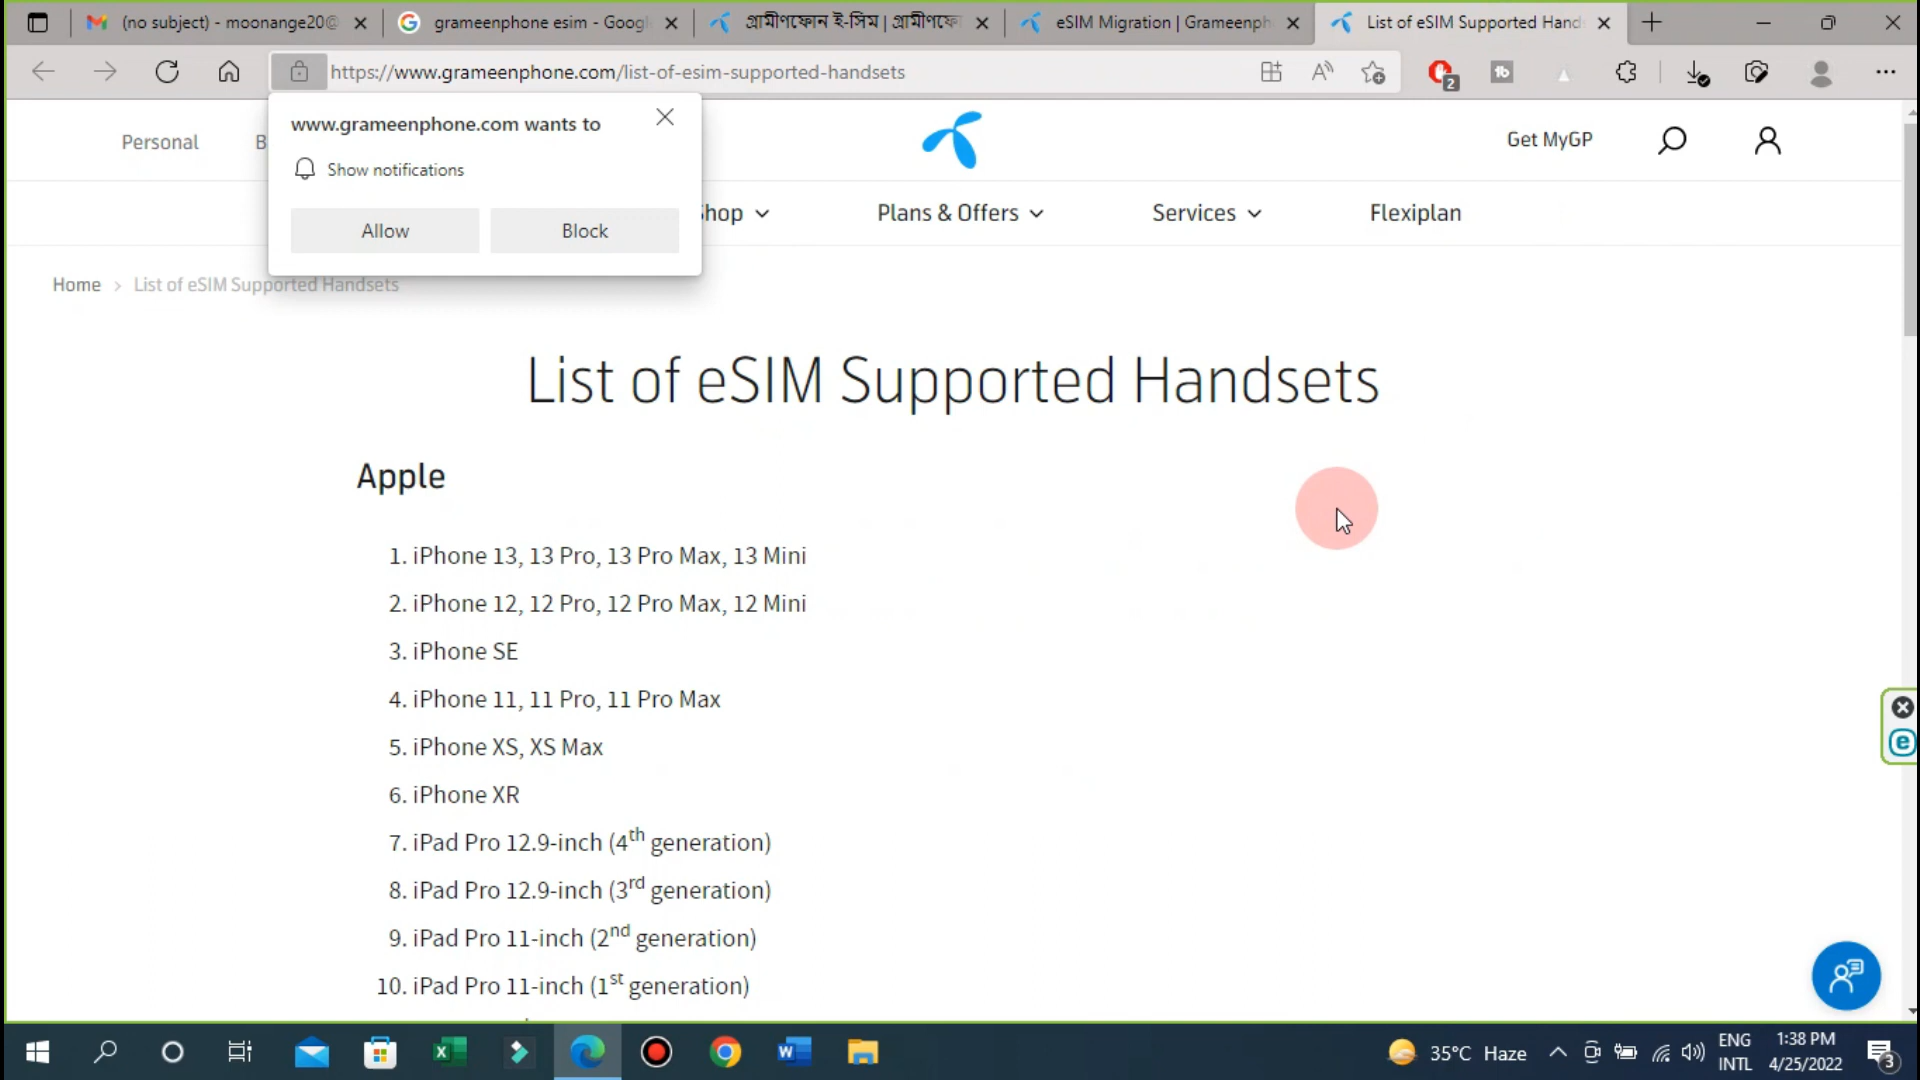 (no subject) - moonange20@
grameenphone esim - Googl
গ্রামীণফোন ই-সিম | গ্রামীণফো
eSIM Migration | Grameenph
List of eSIM Supported Hands
https://www.grameenphone.com/list-of-esim-supported-handsets
2
www.grameenphone.com wants to
Show notifications
Allow
Block
Personal
B
Get MyGP
Shop
Plans & Offers
Services
Flexiplan
Home > List of eSIM Supported Handsets
List of eSIM Supported Handsets
Apple
1. iPhone 13, 13 Pro, 13 Pro Max, 13 Mini
2. iPhone 12, 12 Pro, 12 Pro Max, 12 Mini
3. iPhone SE
4. iPhone 11, 11 Pro, 11 Pro Max
5. iPhone XS, XS Max
6. iPhone XR
7. iPad Pro 12.9-inch (4th generation)
8. iPad Pro 12.9-inch (3rd generation)
9. iPad Pro 11-inch (2nd generation)
10. iPad Pro 11-inch (1st generation)
35°C Haze
ENG
INTL
1:38 PM
4/25/2022
3